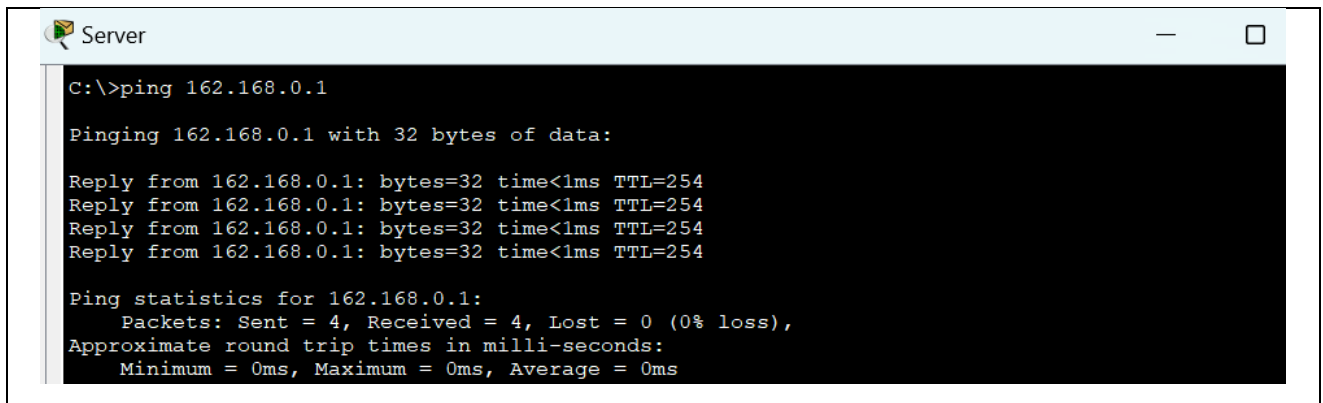 Server
C:\>ping 162.168.0.1
Pinging 162.168.0.1 with 32 bytes of data:
Reply from 162.168.0.1: bytes=32 time<1ms TTL=254
Reply from 162.168.0.1: bytes=32 time<1ms TTL=254
Reply from 162.168.0.1: bytes=32 time<1ms TTL=254
Reply from 162.168.0.1: bytes=32 time<1ms TTL=254
Ping statistics for 162.168.0.1:
Packets: Sent = 4, Received = 4, Lost = 0 (0% loss),
Approximate round trip times in milli-seconds:
Minimum = 0ms, Maximum = 0ms, Average = 0ms